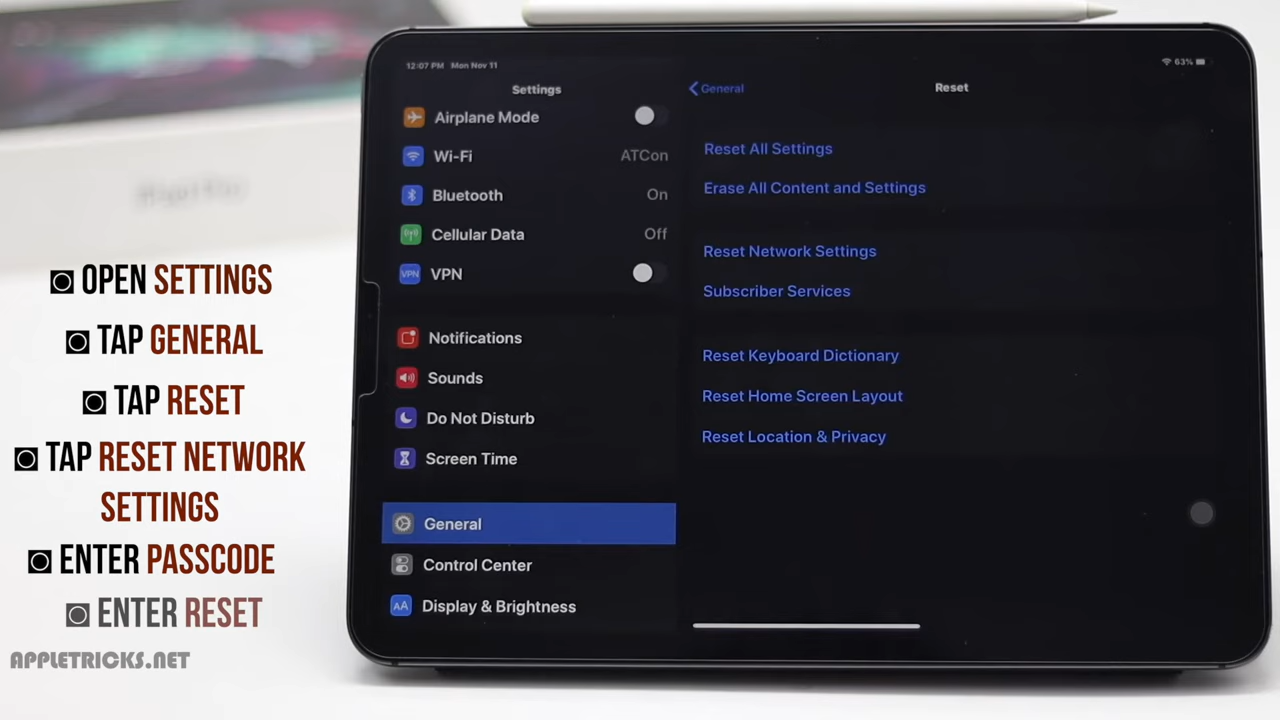 OPEN SETTINGS
TAP GENERAL
TAP RESET
TAP RESET NETWORK
SETTINGS
ENTER PASSCODE
ENTER RESET
APPLETRICKS.NET
12:07 PM Mon Nov 11
63%
Settings
Airplane Mode
Wi-Fi ATCon
Bluetooth On
Cellular Data Off
VPN VPN
Notifications
Sounds
Do Not Disturb
Screen Time
General
Control Center
AA Display & Brightness
General Reset
Reset All Settings
Erase All Content and Settings
Reset Network Settings
Subscriber Services
Reset Keyboard Dictionary
Reset Home Screen Layout
Reset Location & Privacy